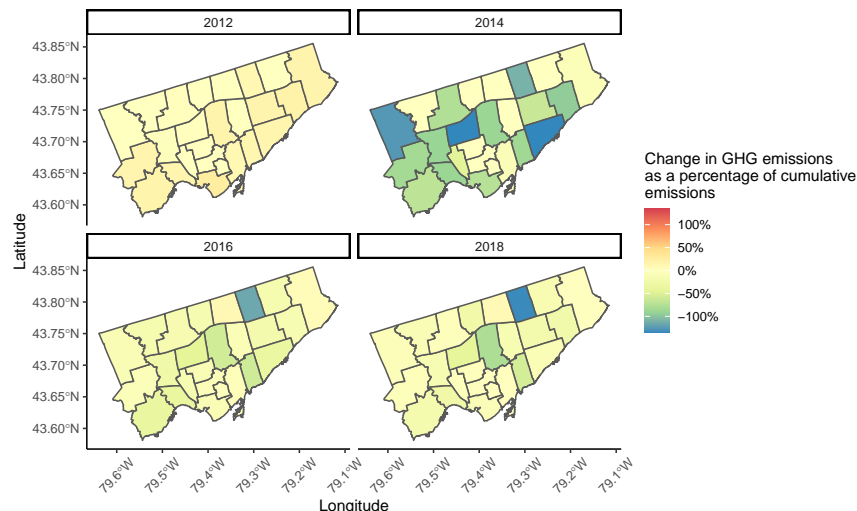 2012
2014
43.85°N
43.80°N
43.75°N
43.70°N
43.65°N
43.60°N
2016
2018
43.85°N
43.80°N
43.75°N
43.70°N
43.65°N
43.60°N
79.6°W
79.5°W
79.4°W
79.3°W
79.2°W
79.1°W
79.6°W
79.5°W
79.4°W
79.3°W
79.2°W
79.1°W
Longitude
Latitude
Change in GHG emissions
as a percentage of cumulative
emissions
100%
50%
0%
−50%
−100%